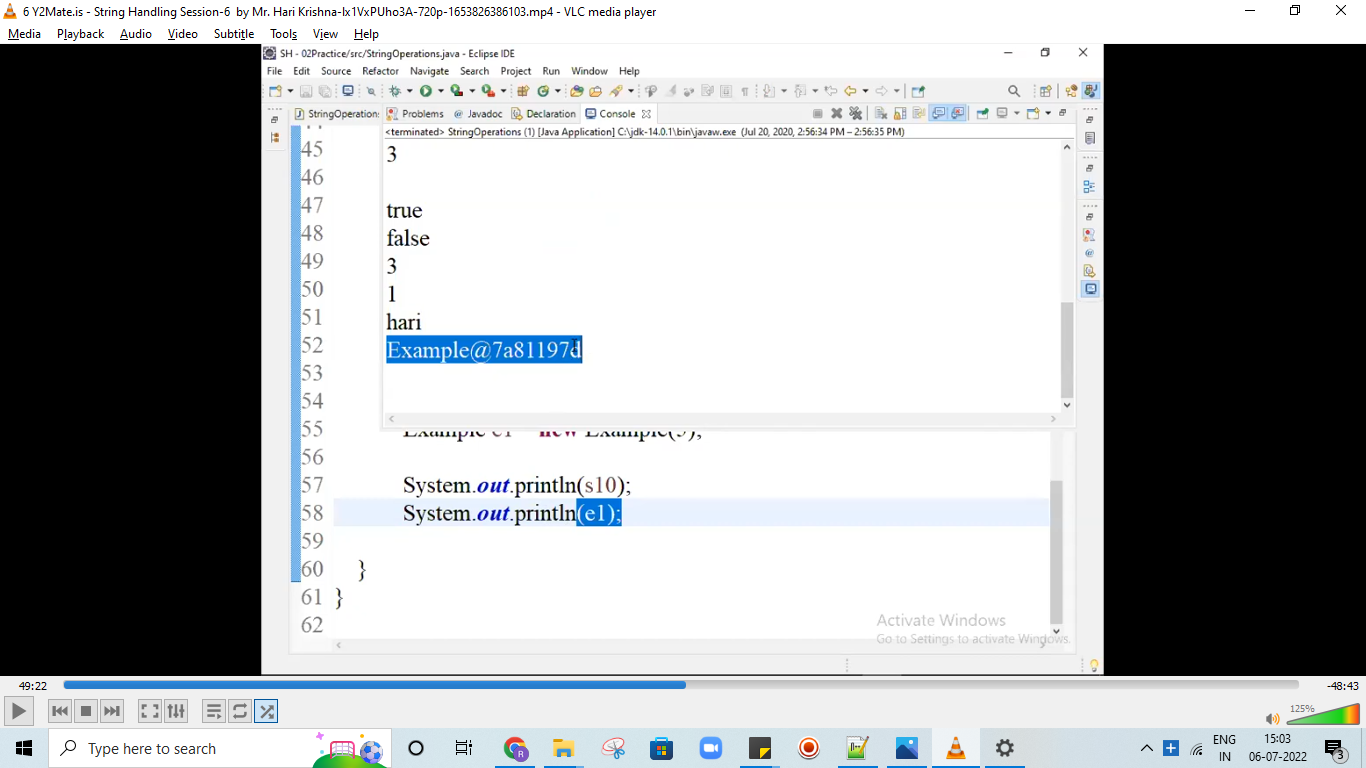 6 Y2Mate.is - String Handling Session-6 by Mr. Hari Krishna-Ix1VxPUho3A-720p-1653826386103.mp4 - VLC media player
Media Playback Audio Video Subtitle Tools View Help
SH - 02Practice/src/StringOperations.java - Eclipse IDE
File Edit Source Refactor Navigate Search Project Run Window Help
StringOperation Problems Javadoc Declaration Console
<terminated> StringOperations (1) [Java Application] C:\jdk-14.0.1\bin\javaw.exe (Jul 20, 2020, 2:56:34 PM – 2:56:35 PM)
45 3
46
47 true
48 false
49 3
50 1
51 hari
52 Example@7a81197d
53
54
55 Example e1 = new Example(5);
56
57 System.out.println(s10);
58 System.out.println(e1);
59
60 }
61 }
62
Activate Windows
Go to Settings to activate Windows.
49:22 -48:43
125%
Type here to search
ENG 15:03
IN 06-07-2022
3